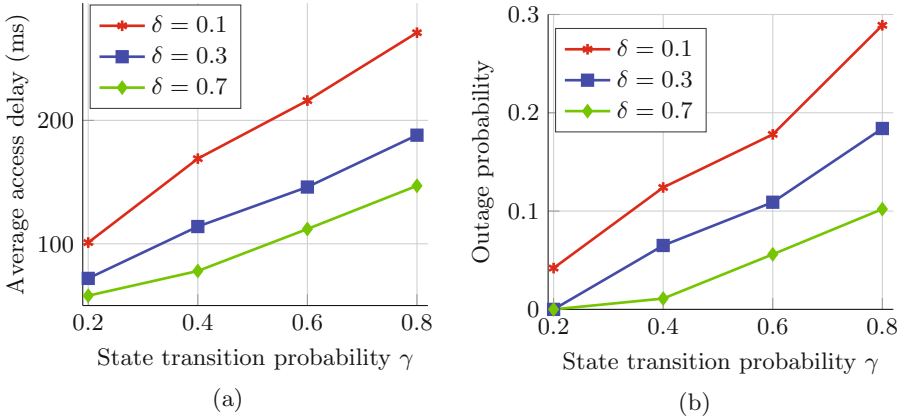 δ = 0.1
δ = 0.3
δ = 0.7
200
100
0.2 0.4 0.6 0.8
Average access delay (ms)
State transition probability γ
(a)
δ = 0.1
δ = 0.3
δ = 0.7
0.3
0.2
0.1
0
0.2 0.4 0.6 0.8
Outage probability
State transition probability γ
(b)